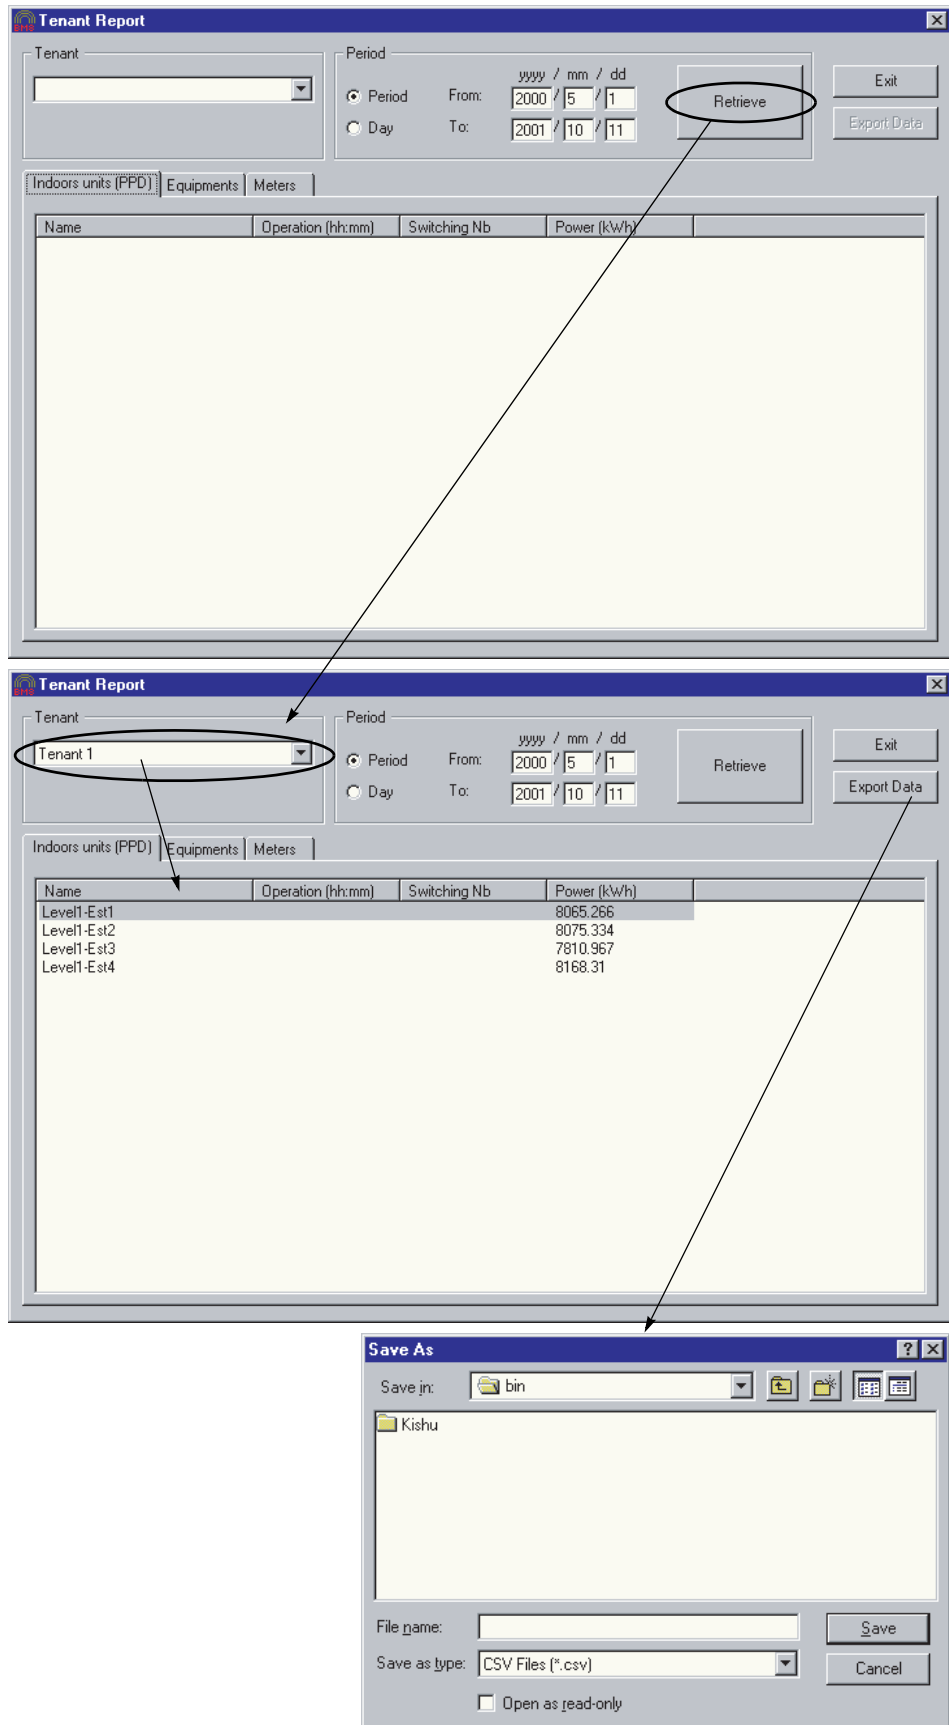 Tenant Report
Tenant
Period
yyyy / mm / dd
Period From: 2000 / 5 / 1
Day To: 2001 / 10 / 11
Retrieve
Exit
Export Data
Indoors units (PPD) Equipments Meters
Name Operation (hh:mm) Switching Nb Power (kWh)
Tenant Report
Tenant
Tenant 1
Period
yyyy / mm / dd
Period From: 2000 / 5 / 1
Day To: 2001 / 10 / 11
Retrieve
Exit
Export Data
Indoors units (PPD) Equipments Meters
Name Operation (hh:mm) Switching Nb Power (kWh)
Level1-Est1 8065.266
Level1-Est2 8075.334
Level1-Est3 7810.967
Level1-Est4 8168.31
Save As
Save in: bin
Kishu
File name:
Save
Save as type: CSV Files (*.csv)
Cancel
Open as read-only